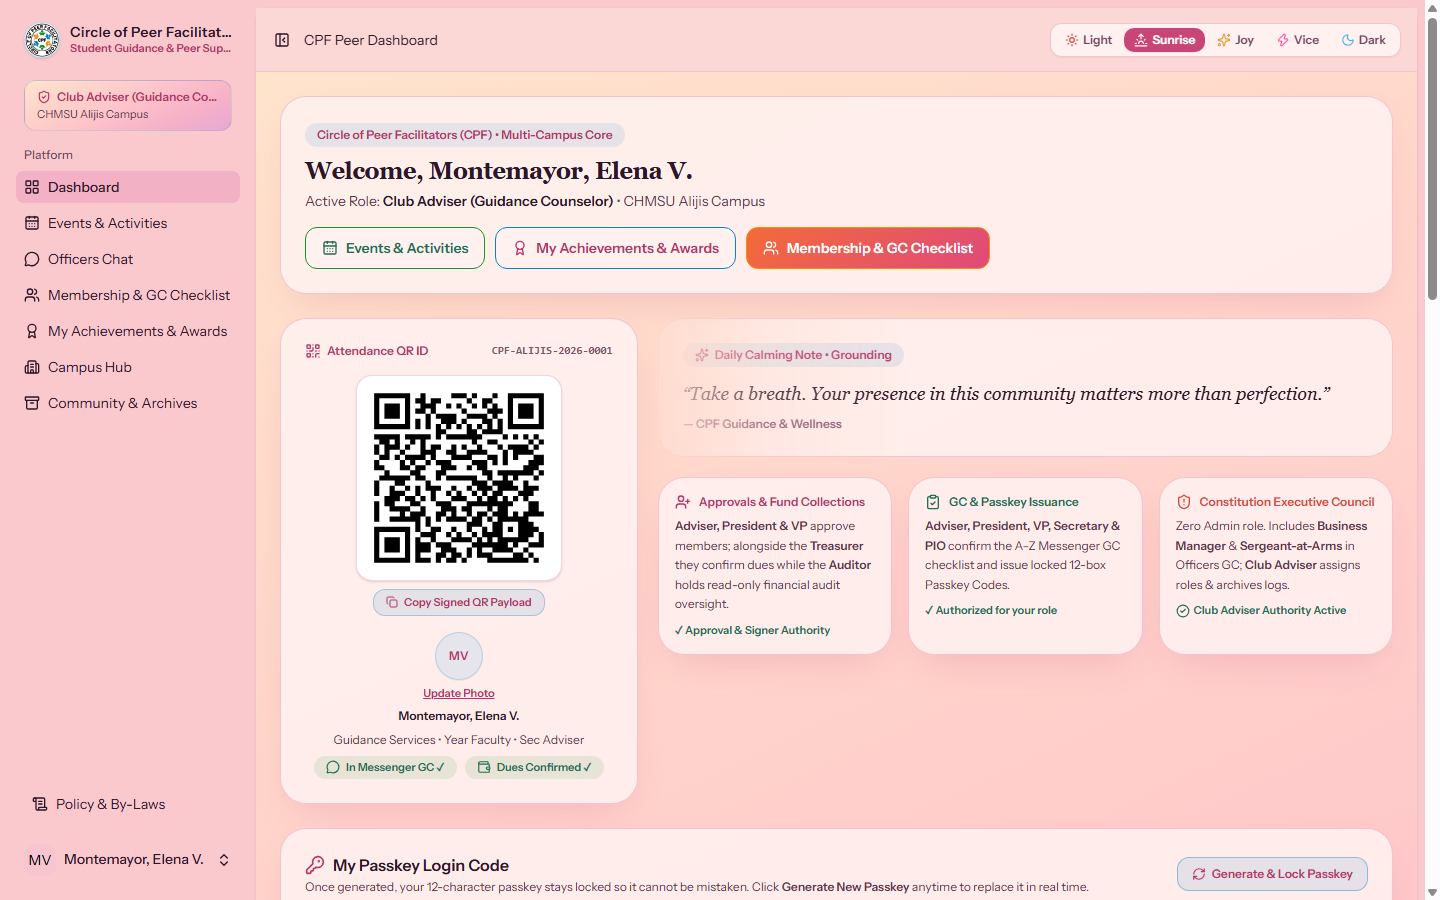 Circle of Peer Facilitat...
Student Guidance & Peer Sup...
Club Adviser (Guidance Co...
CHMSU Alijis Campus
Platform
Dashboard
Events & Activities
Officers Chat
Membership & GC Checklist
My Achievements & Awards
Campus Hub
Community & Archives
Policy & By-Laws
MV Montemayor, Elena V.
CPF Peer Dashboard
Light Sunrise Joy Vice Dark
Circle of Peer Facilitators (CPF) • Multi-Campus Core
Welcome, Montemayor, Elena V.
Active Role: Club Adviser (Guidance Counselor) • CHMSU Alijis Campus
Events & Activities My Achievements & Awards Membership & GC Checklist
Attendance QR ID CPF-ALIJIS-2026-0001
Copy Signed QR Payload
MV
Update Photo
Montemayor, Elena V.
Guidance Services • Year Faculty • Sec Adviser
In Messenger GC ✓ Dues Confirmed ✓
Daily Calming Note • Grounding
“Take a breath. Your presence in this community matters more than perfection.”
— CPF Guidance & Wellness
Approvals & Fund Collections
Adviser, President & VP approve
members; alongside the Treasurer
they confirm dues while the Auditor
holds read-only financial audit
oversight.
✓ Approval & Signer Authority
GC & Passkey Issuance
Adviser, President, VP, Secretary &
PIO confirm the A–Z Messenger GC
checklist and issue locked 12-box
Passkey Codes.
✓ Authorized for your role
Constitution Executive Council
Zero Admin role. Includes Business
Manager & Sergeant-at-Arms in
Officers GC; Club Adviser assigns
roles & archives logs.
Club Adviser Authority Active
My Passkey Login Code
Once generated, your 12-character passkey stays locked so it cannot be mistaken. Click Generate New Passkey anytime to replace it in real time.
Generate & Lock Passkey